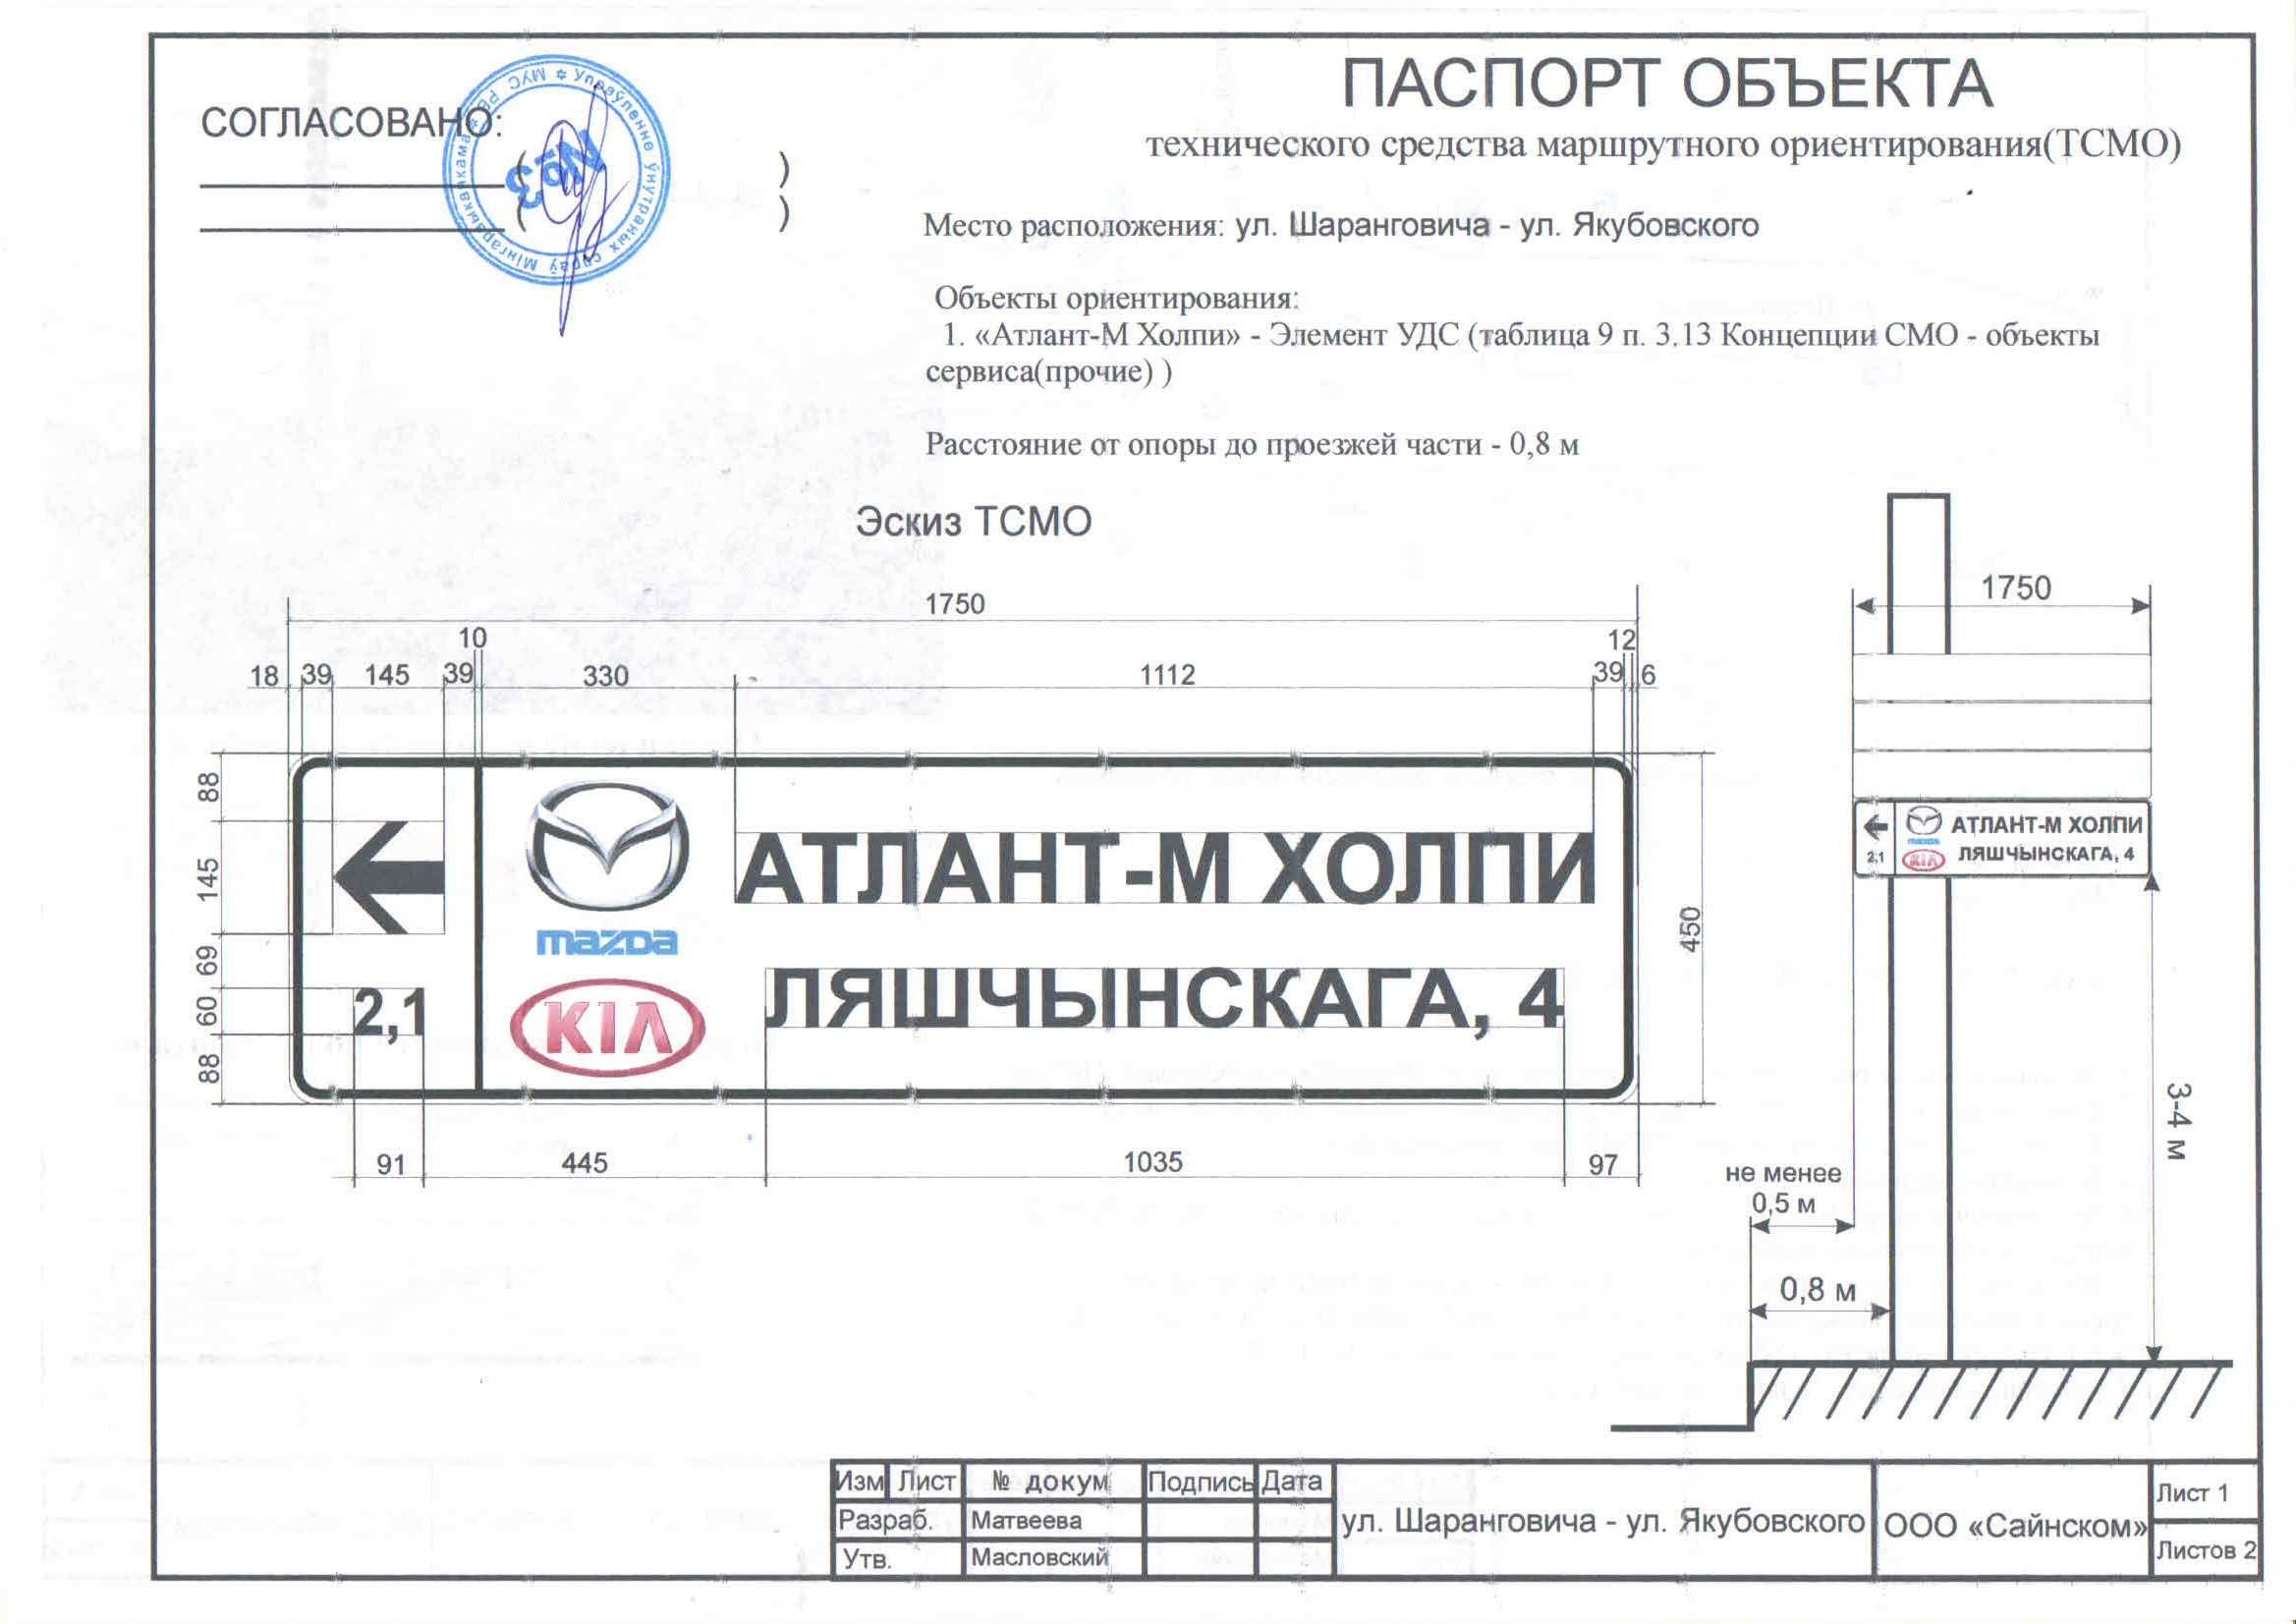 ПАСПОРТ ОБЪЕКТА
технического средства маршрутного ориентирования(ТСМО)
СОГЛАСОВАНО:
( )
( )
Упраўленне ўнутраных спраў Мінгарвыканкама ✡ РБ МУС ✡
№3
Место расположения: ул. Шаранговича - ул. Якубовского
Объекты ориентирования:
1. «Атлант-М Холпи» - Элемент УДС (таблица 9 п. 3.13 Концепции СМО - объекты
сервиса(прочие) )
Расстояние от опоры до проезжей части - 0,8 м
Эскиз ТСМО
1750
10
12
18 39 145 39 330 1112 39 6
88
145
69
60
88
АТЛАНТ-М ХОЛПИ
mazda
ЛЯШЧЫНСКАГА, 4
KIA
2,1
450
91 445 1035 97
1750
АТЛАНТ-М ХОЛПИ
mazda
2,1
KIA
ЛЯШЧЫНСКАГА, 4
3-4 м
не менее
0,5 м
0,8 м
Изм Лист № докум Подпись Дата
Разраб. Матвеева
Утв. Масловский
ул. Шаранговича - ул. Якубовского
ООО «Сайнском»
Лист 1
Листов 2